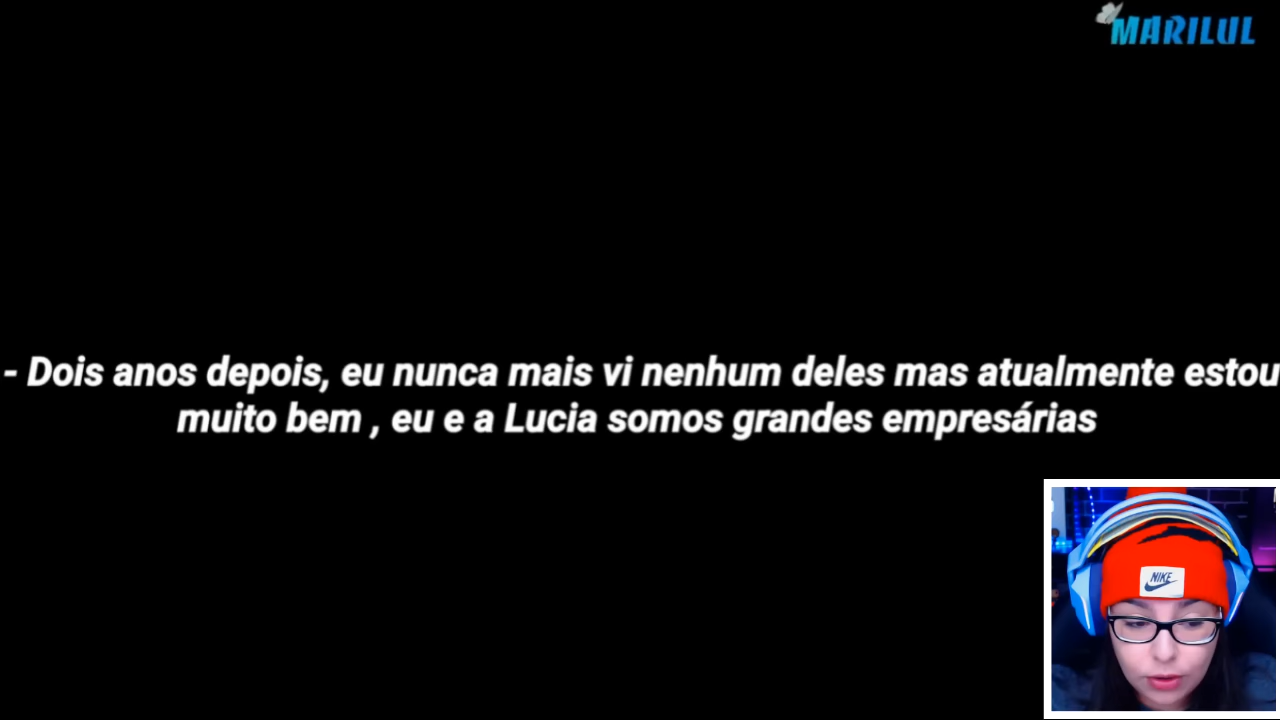 MARILUL
- Dois anos depois, eu nunca mais vi nenhum deles mas atualmente estou
muito bem , eu e a Lucia somos grandes empresárias
NIKE